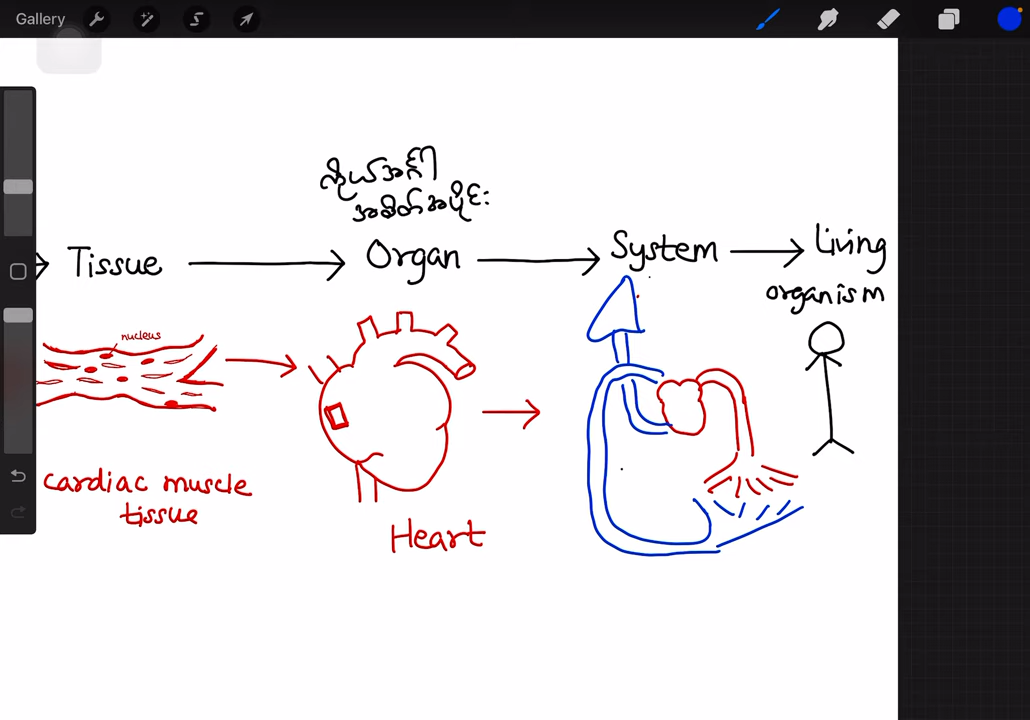 Gallery
ကိုယ်အင်္ဂါ
အစိတ်အပိုင်း
Tissue
Organ
System
Living
organism
nucleus
cardiac muscle
tissue
Heart